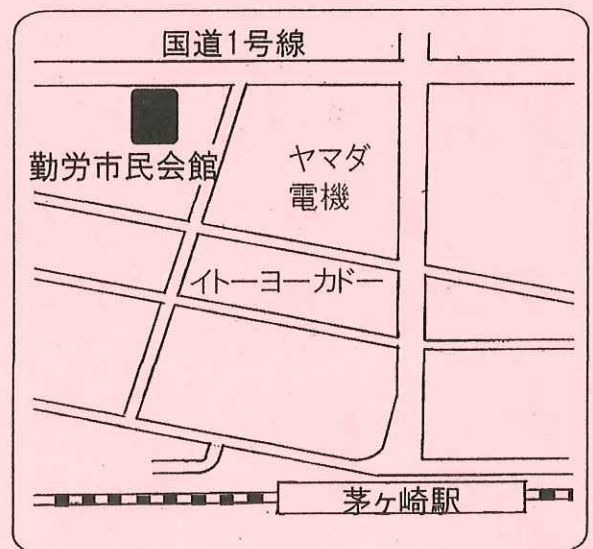 国道1号線
勤労市民会館
ヤマダ
電機
イトーヨーカドー
茅ヶ崎駅